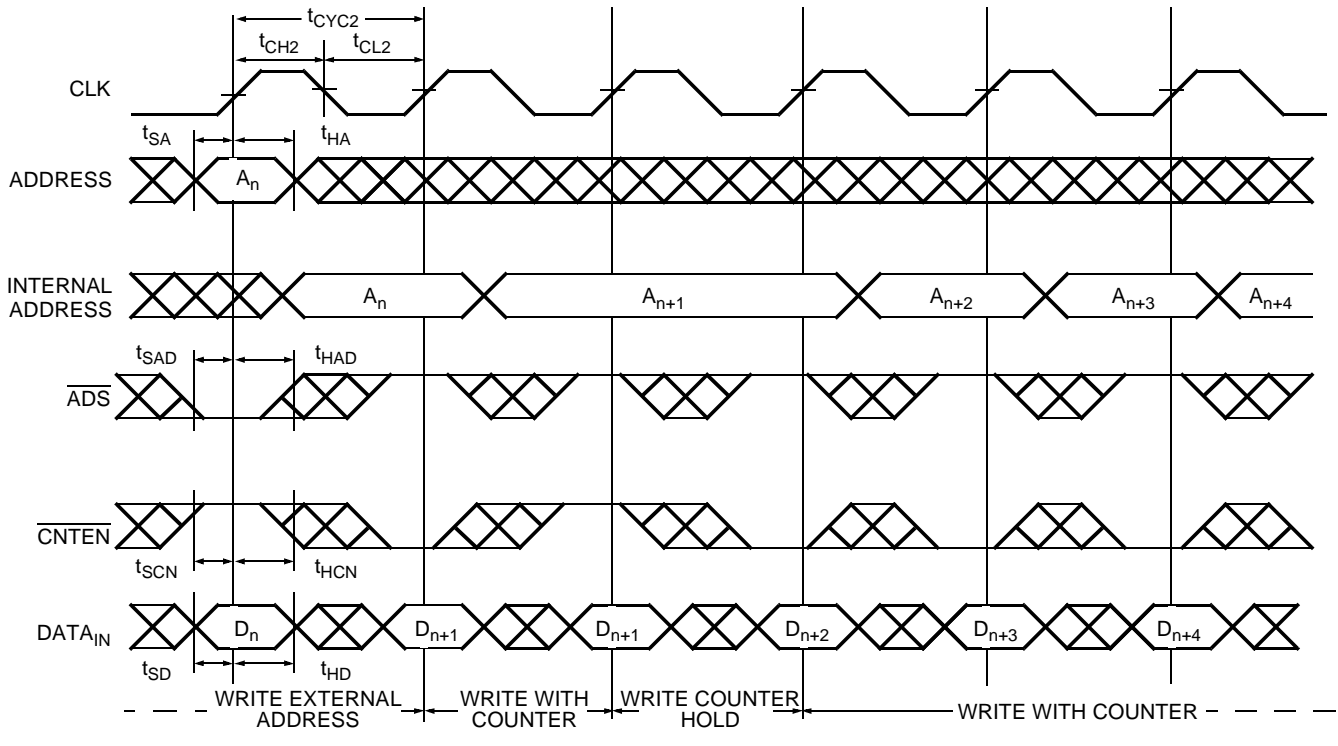 tCYC2
tCH2 tCL2
CLK
tSA tHA
ADDRESS An
INTERNAL
ADDRESS
An An+1 An+2 An+3 An+4
tSAD tHAD
ADS
CNTEN
tSCN tHCN
DATAIN Dn Dn+1 Dn+1 Dn+2 Dn+3 Dn+4
tSD tHD
WRITE EXTERNAL
ADDRESS
WRITE WITH
COUNTER
WRITE COUNTER
HOLD
WRITE WITH COUNTER